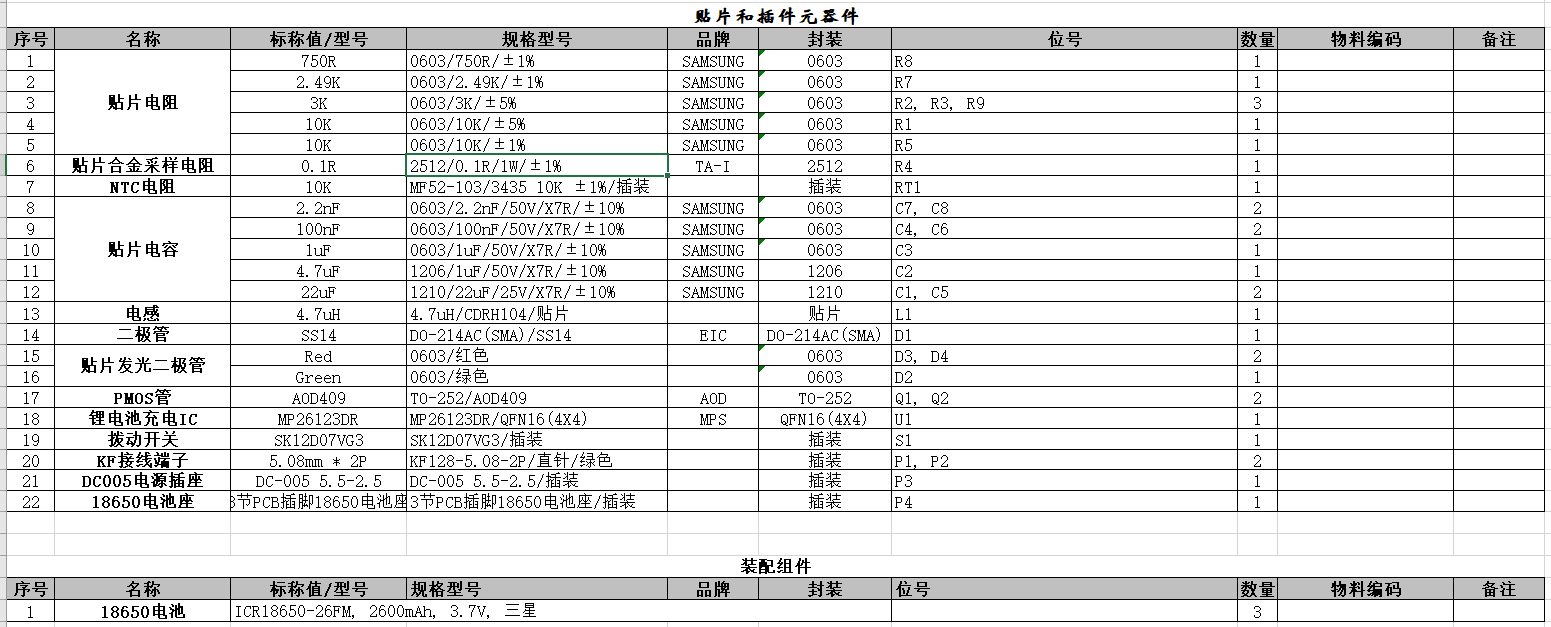 贴片和插件元器件
序号 名称 标称值/型号 规格型号 品牌 封装 位号 数量 物料编码 备注
1 贴片电阻 750R 0603/750R/±1% SAMSUNG 0603 R8 1
2 2.49K 0603/2.49K/±1% SAMSUNG 0603 R7 1
3 3K 0603/3K/±5% SAMSUNG 0603 R2, R3, R9 3
4 10K 0603/10K/±5% SAMSUNG 0603 R1 1
5 10K 0603/10K/±1% SAMSUNG 0603 R5 1
6 贴片合金采样电阻 0.1R 2512/0.1R/1W/±1% TA-I 2512 R4 1
7 NTC电阻 10K MF52-103/3435 10K ±1%/插装 插装 RT1 1
8 贴片电容 2.2nF 0603/2.2nF/50V/X7R/±10% SAMSUNG 0603 C7, C8 2
9 100nF 0603/100nF/50V/X7R/±10% SAMSUNG 0603 C4, C6 2
10 1uF 0603/1uF/50V/X7R/±10% SAMSUNG 0603 C3 1
11 4.7uF 1206/1uF/50V/X7R/±10% SAMSUNG 1206 C2 1
12 22uF 1210/22uF/25V/X7R/±10% SAMSUNG 1210 C1, C5 2
13 电感 4.7uH 4.7uH/CDRH104/贴片 贴片 L1 1
14 二极管 SS14 DO-214AC(SMA)/SS14 EIC DO-214AC(SMA) D1 1
15 贴片发光二极管 Red 0603/红色 0603 D3, D4 2
16 Green 0603/绿色 0603 D2 1
17 PMOS管 AOD409 TO-252/AOD409 AOD TO-252 Q1, Q2 2
18 锂电池充电IC MP26123DR MP26123DR/QFN16(4X4) MPS QFN16(4X4) U1 1
19 拨动开关 SK12D07VG3 SK12D07VG3/插装 插装 S1 1
20 KF接线端子 5.08mm * 2P KF128-5.08-2P/直针/绿色 插装 P1, P2 2
21 DC005电源插座 DC-005 5.5-2.5 DC-005 5.5-2.5/插装 插装 P3 1
22 18650电池座 3节PCB插脚18650电池座 3节PCB插脚18650电池座/插装 插装 P4 1
装配组件
序号 名称 标称值/型号 规格型号 品牌 封装 位号 数量 物料编码 备注
1 18650电池 ICR18650-26FM, 2600mAh, 3.7V, 三星 3